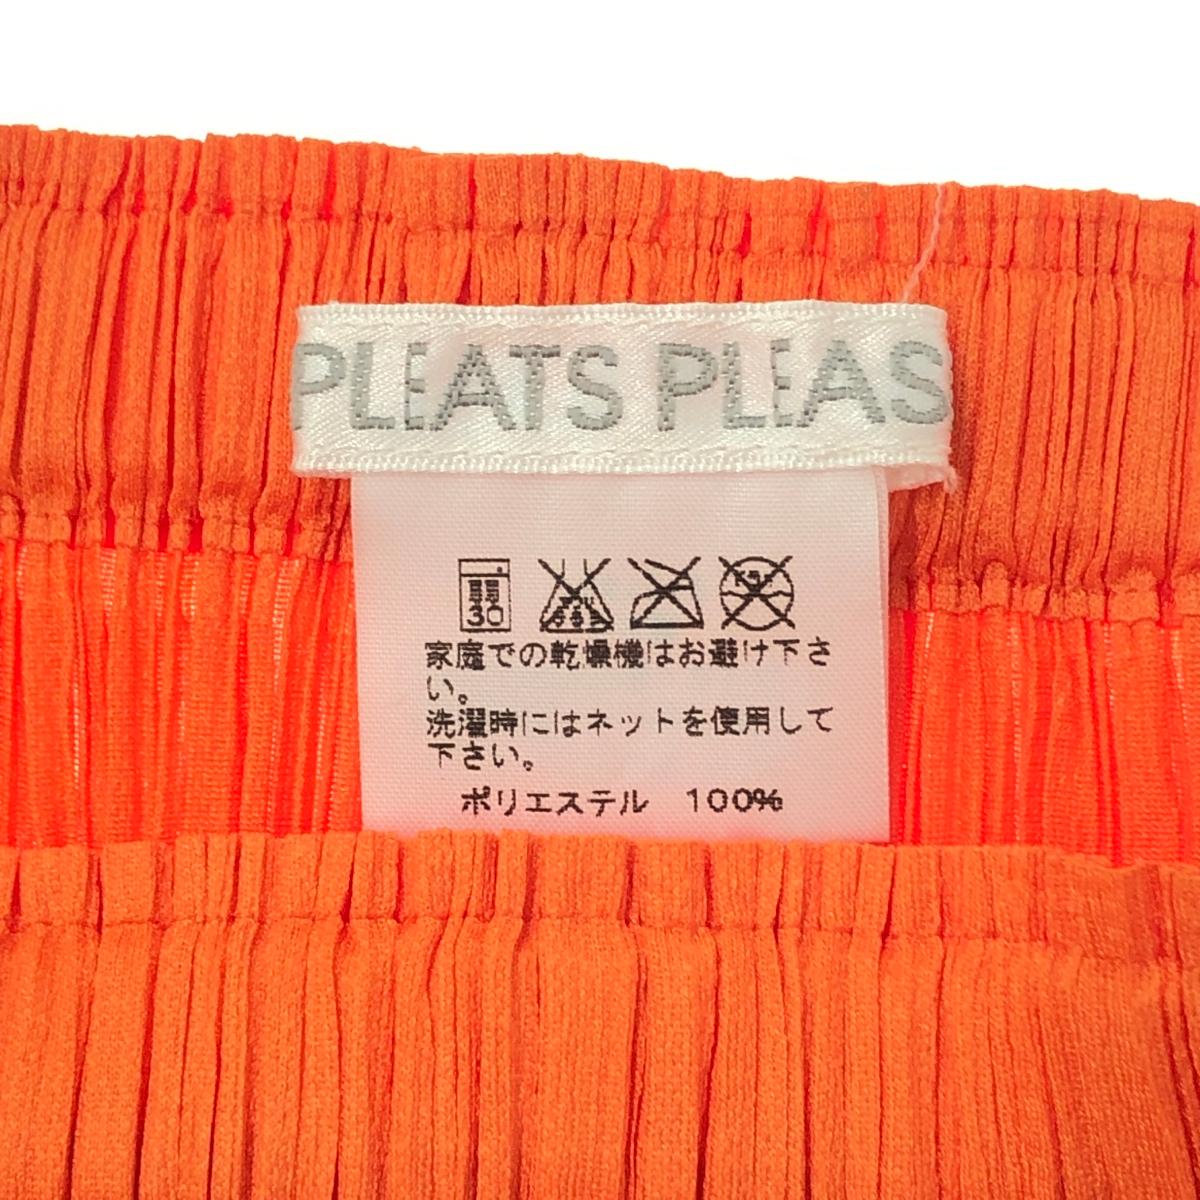 PLEATS PLEAS
弱
30
家庭での乾燥機はお避け下さ
い。
洗濯時にはネットを使用して
下さい。
ポリエステル 100%